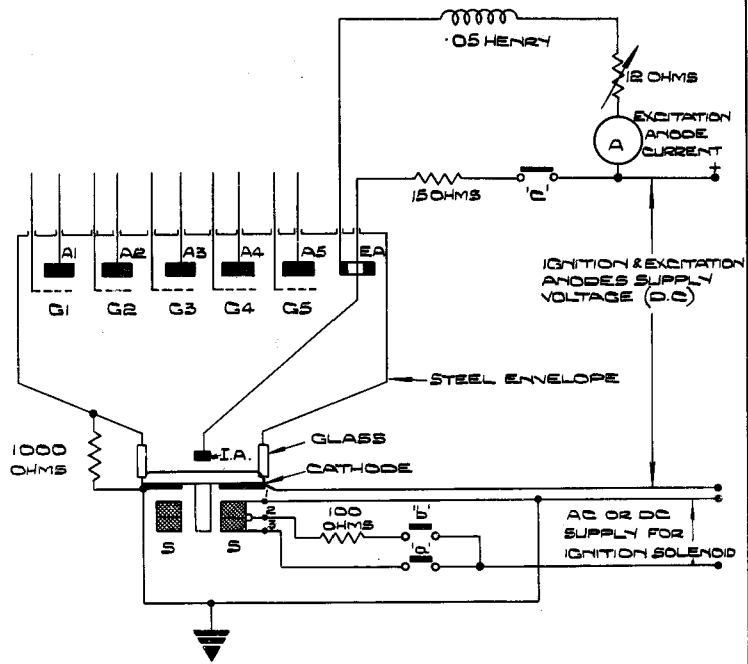 .05 HENRY
12 OHMS
EXCITATION
ANODE
CURRENT
A
+
15 OHMS
'C'
A1 A2 A3 A4 A5 EA
G1 G2 G3 G4 G5
IGNITION & EXCITATION
ANODES SUPPLY
VOLTAGE (D.C)
STEEL ENVELOPE
1000
OHMS
I.A.
GLASS
CATHODE
1
2
3
S S
100
OHMS
'b'
'a'
AC OR DC
SUPPLY FOR
IGNITION SOLENOID